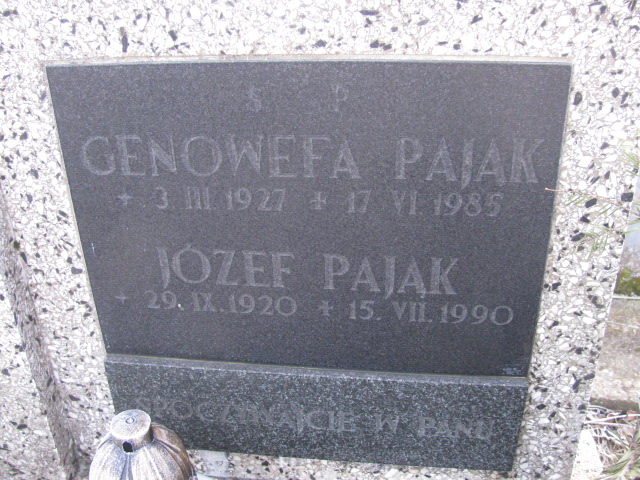 Ś P
GENOWEFA PAJĄK
+ 3 III 1927 + 17 VI 1985
JÓZEF PAJĄK
+ 29.IX.1920 + 15.VII.1990
SPOCZYWAJCIE W PANU